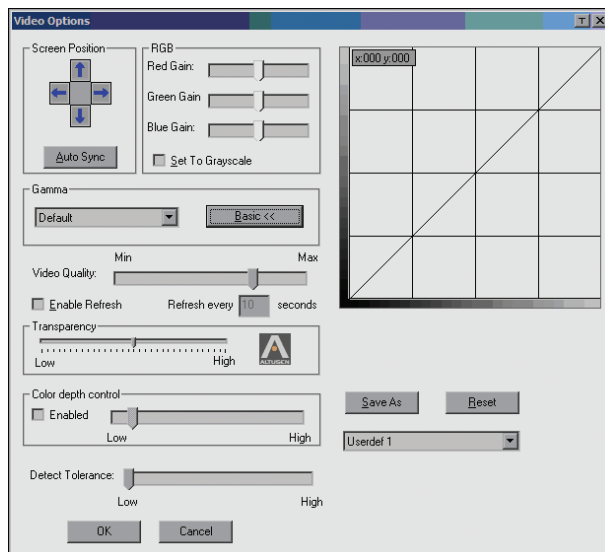 Video Options
T X
Screen Position
Auto Sync
RGB
Red Gain:
Green Gain
Blue Gain:
Set To Grayscale
x:000 y:000
Gamma
Default
Basic <<
Min Max
Video Quality:
Enable Refresh Refresh every 10 seconds
Transparency
Low High
ALTUSEN
Color depth control
Enabled
Low High
Save As Reset
Userdef 1
Detect Tolerance:
Low High
OK Cancel